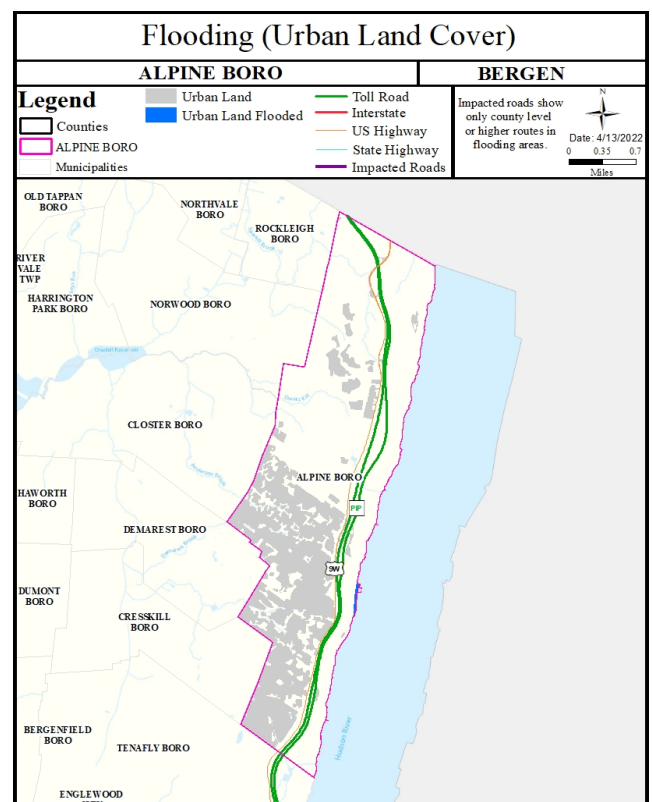 Flooding (Urban Land Cover)
ALPINE BORO
BERGEN
Legend
Counties
ALPINE BORO
Municipalities
Urban Land
Urban Land Flooded
Toll Road
Interstate
US Highway
State Highway
Impacted Roads
Impacted roads show
only county level
or higher routes in
flooding areas.
N
Date: 4/13/2022
0 0.35 0.7
Miles
OLD TAPPAN
BORO
NORTHVALE
BORO
ROCKLEIGH
BORO
RIVER
VALE
TWP
HARRINGTON
PARK BORO
NORWOOD BORO
CLOSTER BORO
ALPINE BORO
HAWORTH
BORO
PIP
DEMAREST BORO
9W
DUMONT
BORO
CRESSKILL
BORO
Hudson River
BERGENFIELD
BORO
TENAFLY BORO
ENGLEWOOD